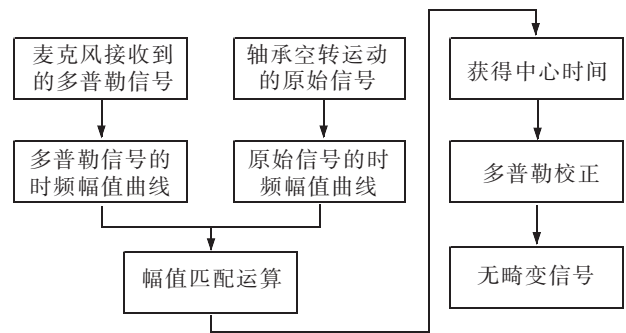 麦克风接收到
的多普勒信号
轴承空转运动
的原始信号
多普勒信号的
时频幅值曲线
原始信号的时
频幅值曲线
幅值匹配运算
获得中心时间
多普勒校正
无畸变信号